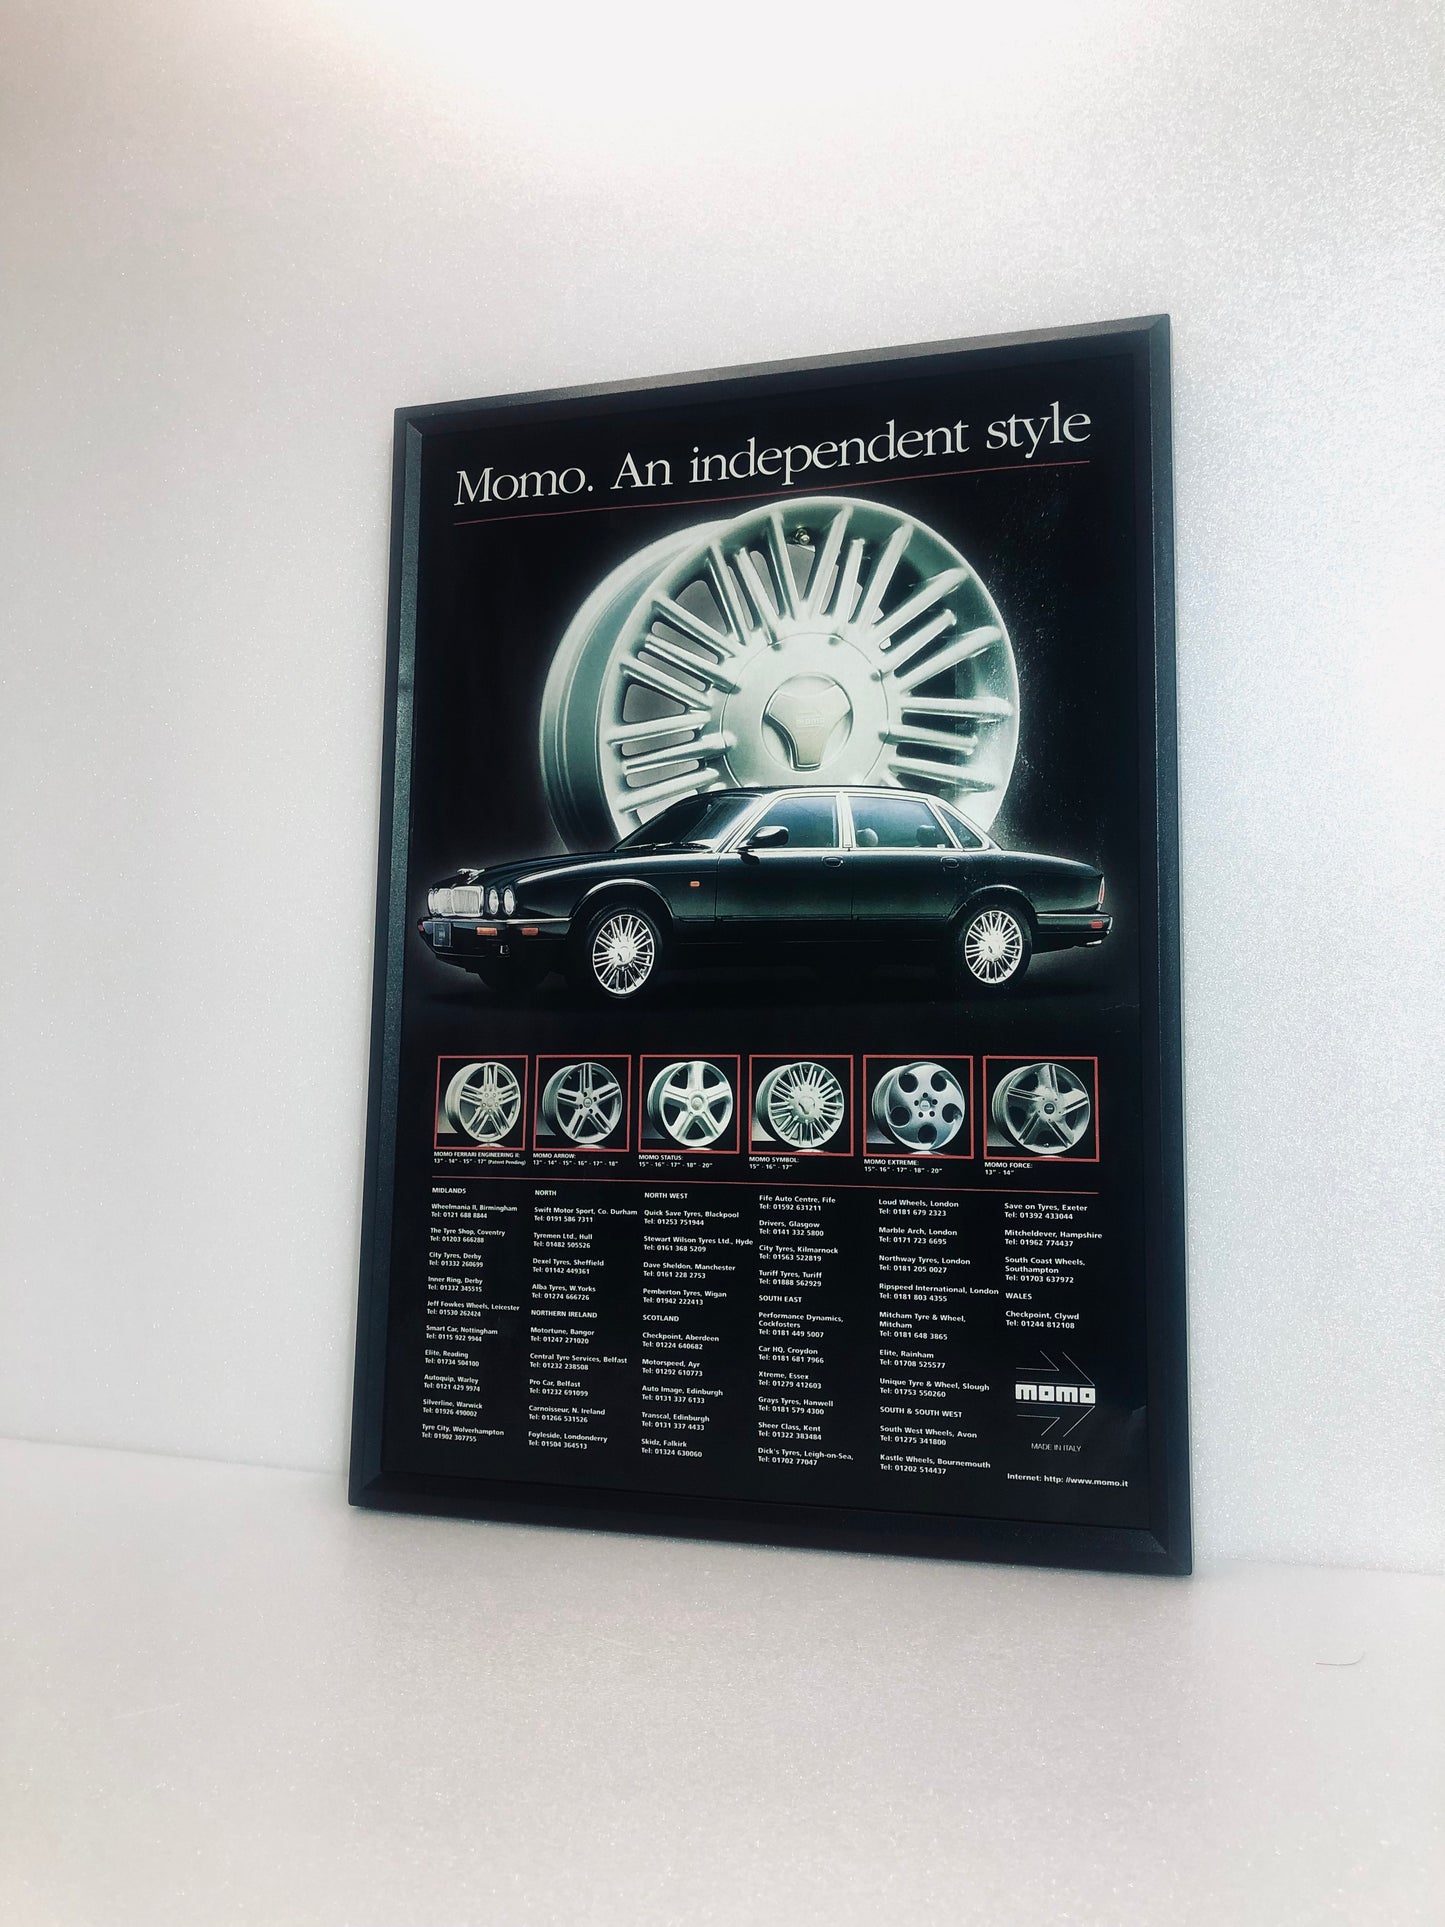 Momo. An independent style
momo
MOMO FERRARI ENGINEERING II:
13" - 14" - 15" - 17" (Patent Pending)
MOMO ARROW:
13" - 14" - 15" - 16" - 17" - 18"
MOMO STATUS:
15" - 16" - 17" - 18" - 20"
MOMO SYMBOL:
15" - 16" - 17"
MOMO EXTREME:
15"- 16" - 17" - 18" - 20"
MOMO FORCE:
13" - 14"
MIDLANDS
Wheelmania II, Birmingham
Tel: 0121 688 8844
The Tyre Shop, Coventry
Tel: 01203 666288
City Tyres, Derby
Tel: 01332 260699
Inner Ring, Derby
Tel: 01332 345515
Jeff Fowkes Wheels, Leicester
Tel: 01530 262424
Smart Car, Nottingham
Tel: 0115 922 9944
Elite, Reading
Tel: 01734 504100
Autoquip, Warley
Tel: 0121 429 9974
Silverline, Warwick
Tel: 01926 490002
Tyre City, Wolverhampton
Tel: 01902 307755
NORTH
Swift Motor Sport, Co. Durham
Tel: 0191 586 7311
Tyremen Ltd., Hull
Tel: 01482 505526
Dexel Tyres, Sheffield
Tel: 01142 449361
Alba Tyres, W.Yorks
Tel: 01274 666726
NORTHERN IRELAND
Motortune, Bangor
Tel: 01247 271020
Central Tyre Services, Belfast
Tel: 01232 238508
Pro Car, Belfast
Tel: 01232 691099
Carnoisseur, N. Ireland
Tel: 01266 531526
Foyleside, Londonderry
Tel: 01504 364513
NORTH WEST
Quick Save Tyres, Blackpool
Tel: 01253 751944
Stewart Wilson Tyres Ltd., Hyde
Tel: 0161 368 5209
Dave Sheldon, Manchester
Tel: 0161 228 2753
Pemberton Tyres, Wigan
Tel: 01942 222413
SCOTLAND
Checkpoint, Aberdeen
Tel: 01224 640682
Motorspeed, Ayr
Tel: 01292 610773
Auto Image, Edinburgh
Tel: 0131 337 6133
Transcal, Edinburgh
Tel: 0131 337 4433
Skidz, Falkirk
Tel: 01324 630060
Fife Auto Centre, Fife
Tel: 01592 631211
Drivers, Glasgow
Tel: 0141 332 5800
City Tyres, Kilmarnock
Tel: 01563 522819
Turiff Tyres, Turiff
Tel: 01888 562929
SOUTH EAST
Performance Dynamics,
Cockfosters
Tel: 0181 449 5007
Car HQ, Croydon
Tel: 0181 681 7966
Xtreme, Essex
Tel: 01279 412603
Grays Tyres, Hanwell
Tel: 0181 579 4300
Sheer Class, Kent
Tel: 01322 383484
Dick's Tyres, Leigh-on-Sea,
Tel: 01702 77047
Loud Wheels, London
Tel: 0181 679 2323
Marble Arch, London
Tel: 0171 723 6695
Northway Tyres, London
Tel: 0181 205 0027
Ripspeed International, London
Tel: 0181 803 4355
Mitcham Tyre & Wheel,
Mitcham
Tel: 0181 648 3865
Elite, Rainham
Tel: 01708 525577
Unique Tyre & Wheel, Slough
Tel: 01753 550260
SOUTH & SOUTH WEST
South West Wheels, Avon
Tel: 01275 341800
Kastle Wheels, Bournemouth
Tel: 01202 514437
Save on Tyres, Exeter
Tel: 01392 433044
Mitcheldever, Hampshire
Tel: 01962 774437
South Coast Wheels,
Southampton
Tel: 01703 637972
WALES
Checkpoint, Clywd
Tel: 01244 812108
momo
MADE IN ITALY
Internet: http: //www.momo.it